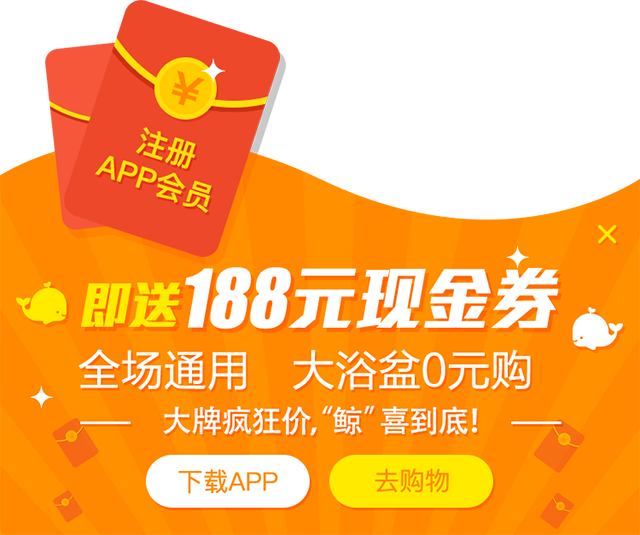 ¥
注册
APP会员
即送188元现金券
全场通用 大浴盆0元购
大牌疯狂价,“鲸”喜到底!
下载APP 去购物